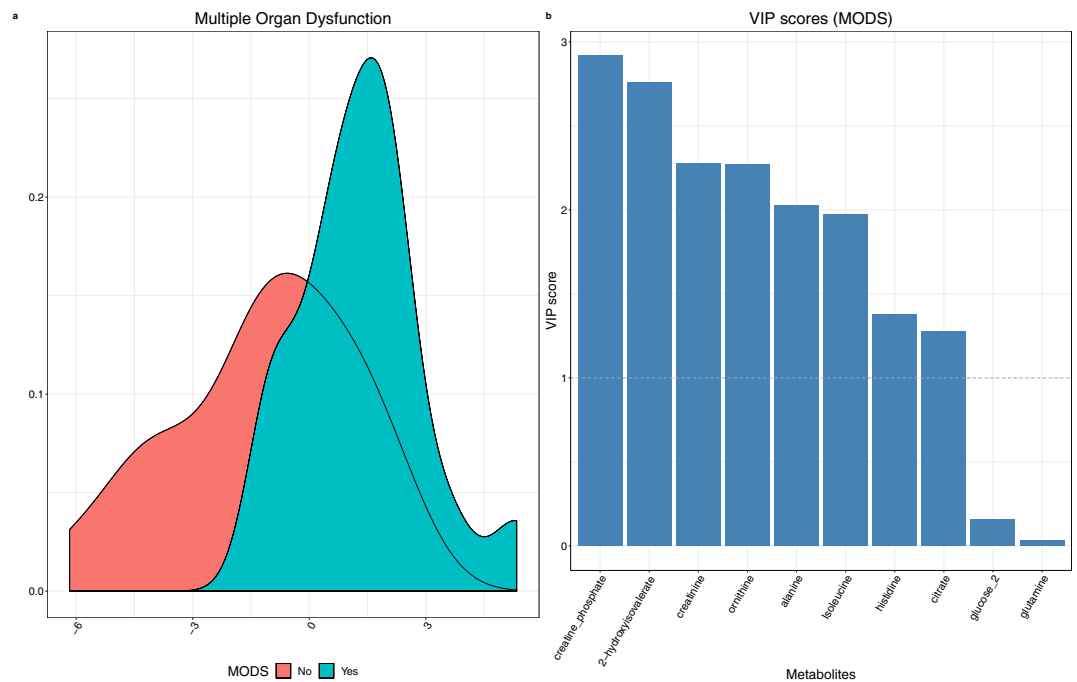 a
Multiple Organ Dysfunction
0.2
0.1
0.0
−6
−3
0
3
MODS No Yes
b
VIP scores (MODS)
VIP score
3
2
1
0
creatine_phosphate
2−hydroxyisovalerate
creatinine
ornithine
alanine
Isoleucine
histidine
citrate
glucose_2
glutamine
Metabolites